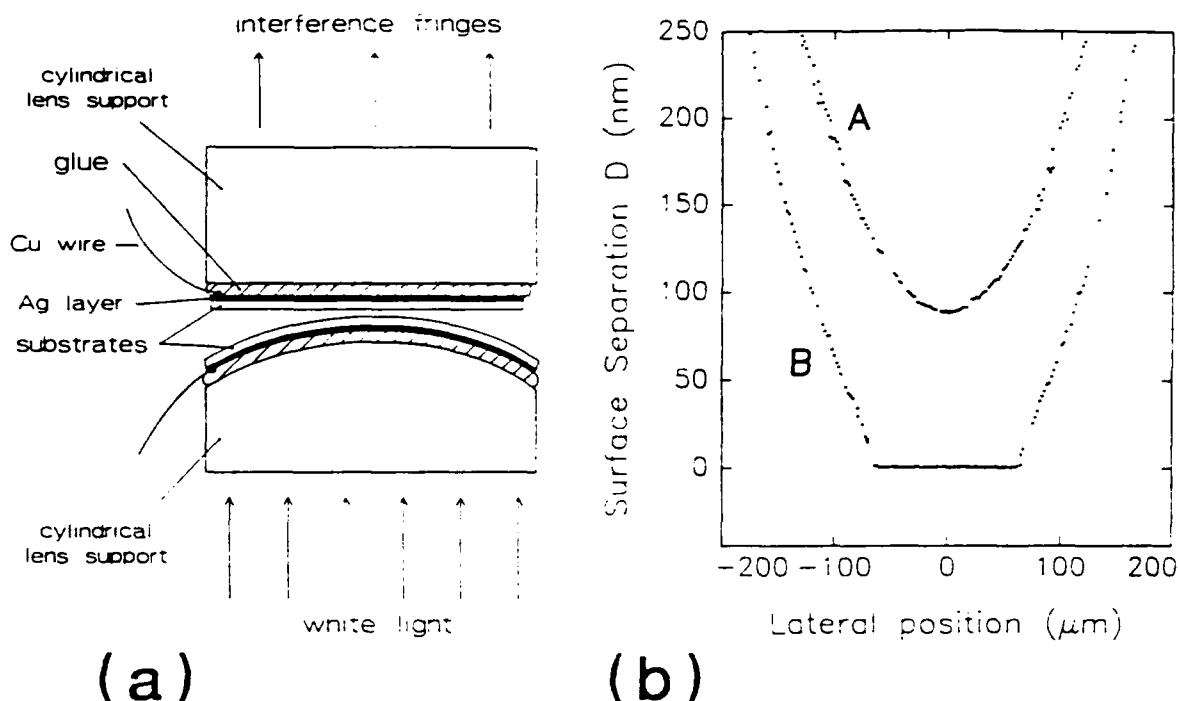 interference fringes
cylindrical
lens support
glue
Cu wire
Ag layer
substrates
cylindrical
lens support
white light
(a)
Surface Separation D (nm)
250
200
150
100
50
0
A
B
−200
−100
0
100
200
Lateral position (μm)
(b)